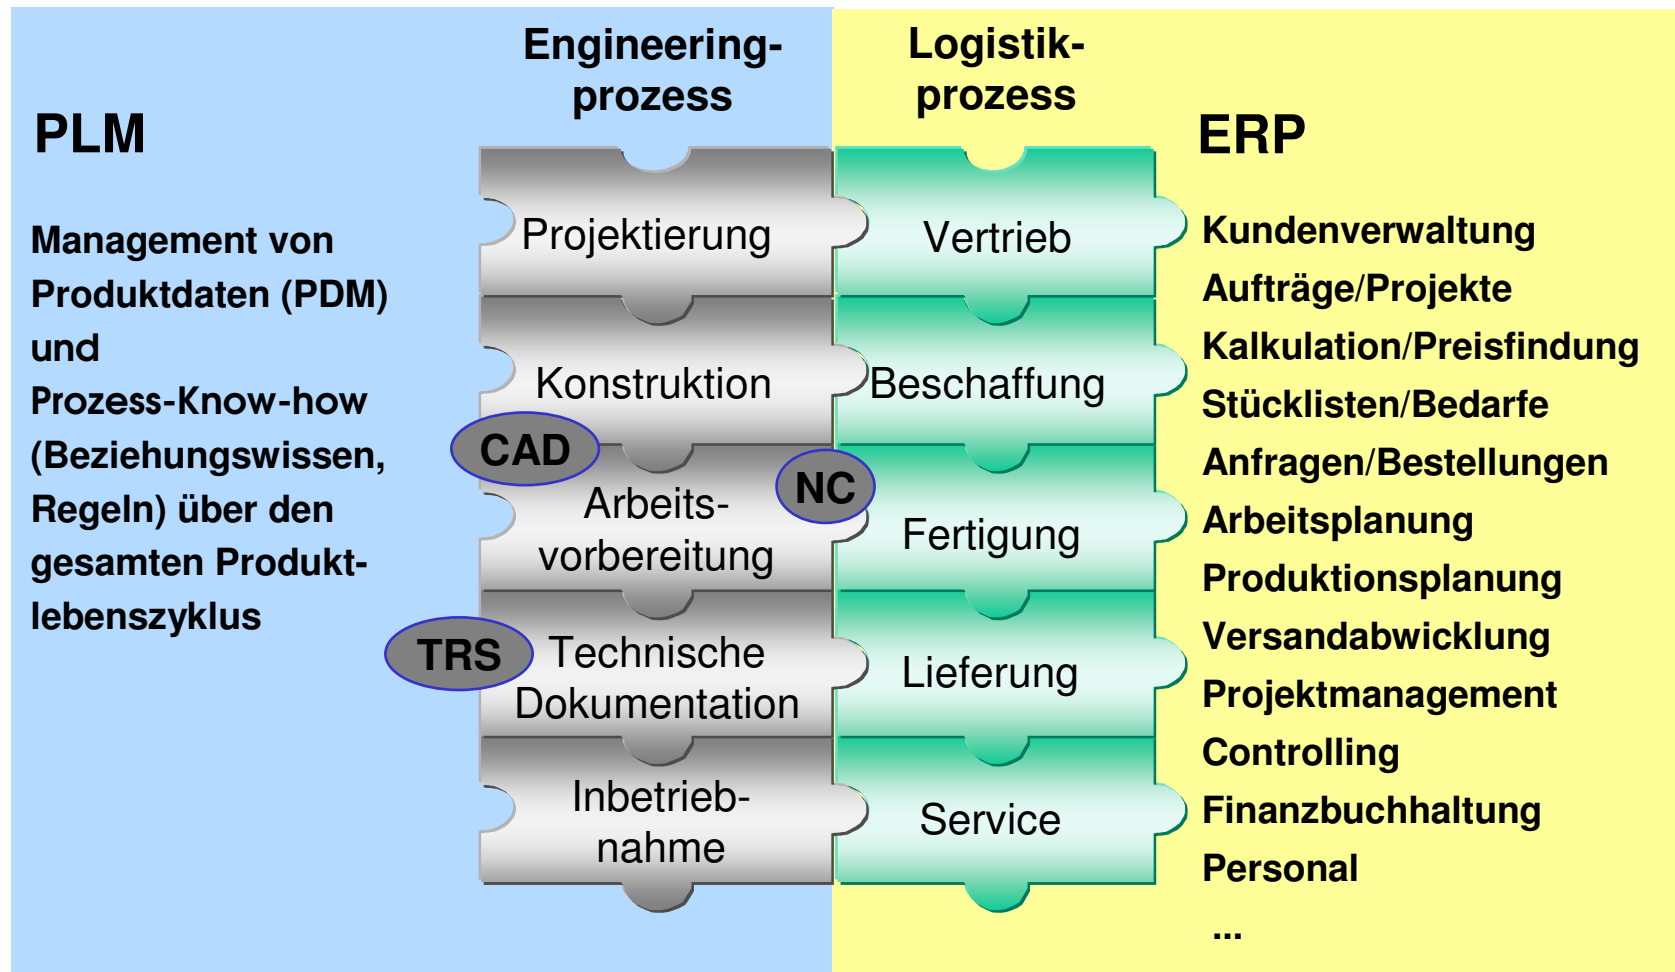 PLM
Management von
Produktdaten (PDM)
und
Prozess-Know-how
(Beziehungswissen,
Regeln) über den
gesamten Produkt-
lebenszyklus
Engineering-
prozess
Projektierung
Konstruktion
CAD
Arbeits-
vorbereitung
NC
TRS
Technische
Dokumentation
Inbetrieb-
nahme
Logistik-
prozess
Vertrieb
Beschaffung
Fertigung
Lieferung
Service
ERP
Kundenverwaltung
Aufträge/Projekte
Kalkulation/Preisfindung
Stücklisten/Bedarfe
Anfragen/Bestellungen
Arbeitsplanung
Produktionsplanung
Versandabwicklung
Projektmanagement
Controlling
Finanzbuchhaltung
Personal
...